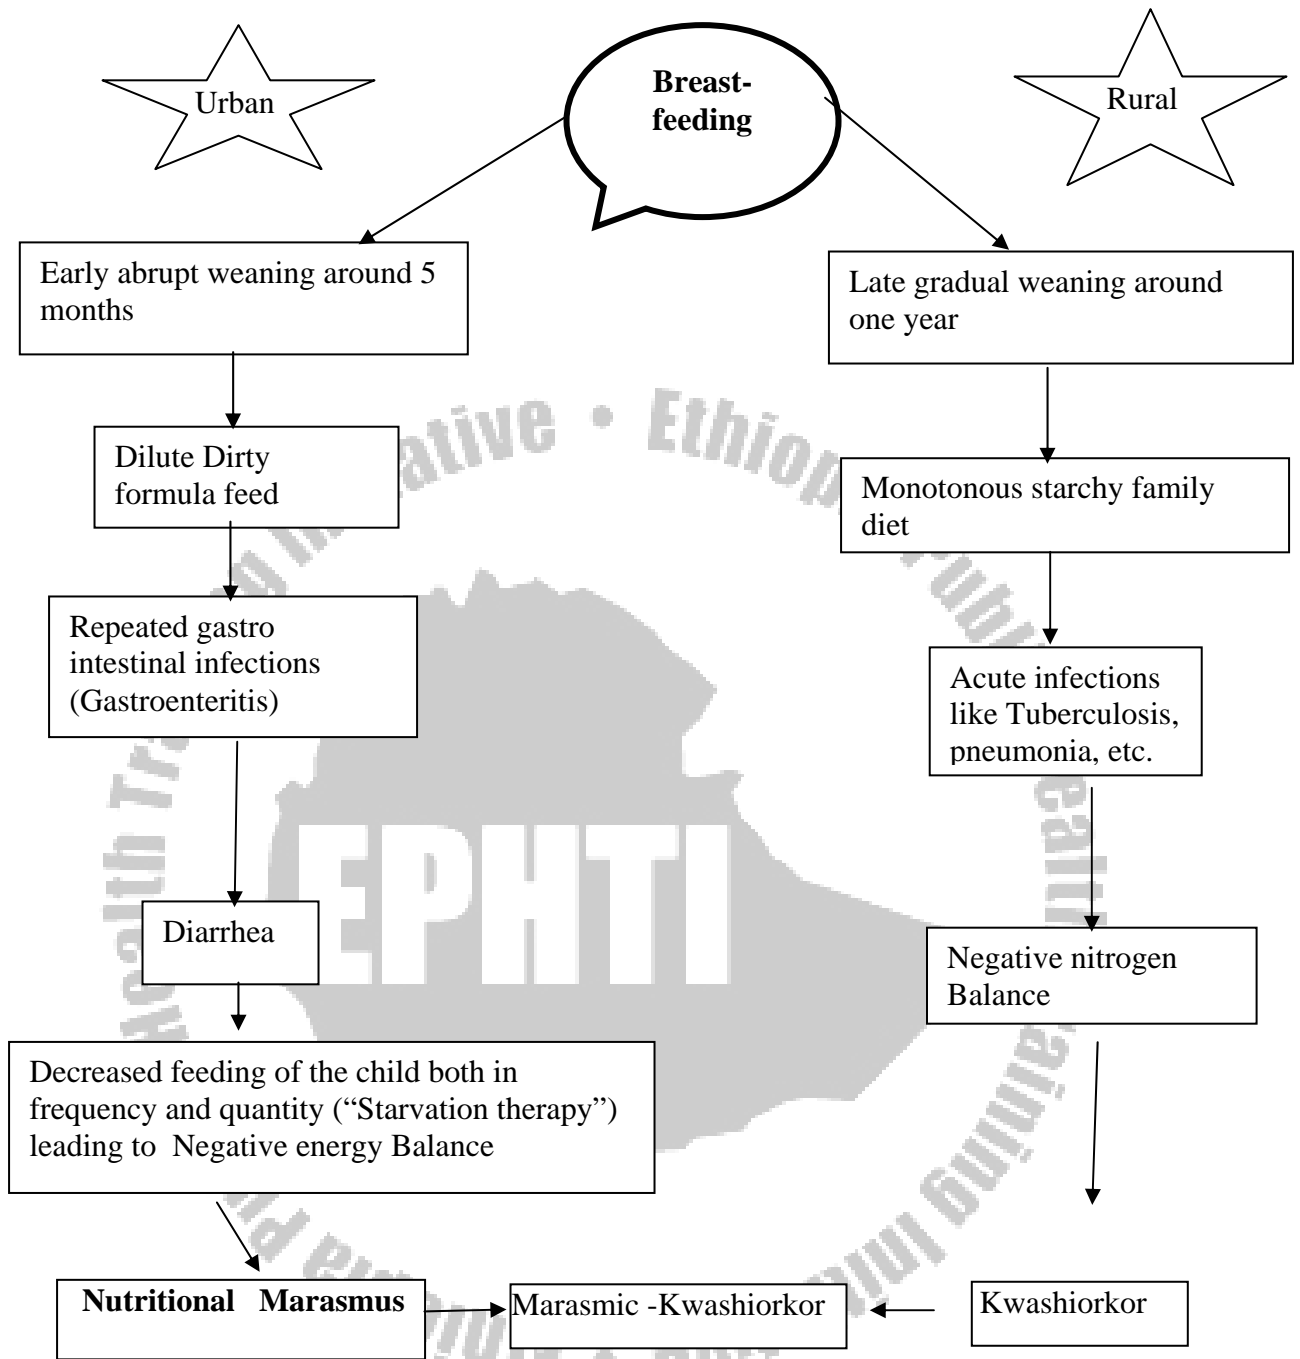 Urban
Breast-
feeding
Rural
Early abrupt weaning around 5
months
Late gradual weaning around
one year
Dilute Dirty
formula feed
Monotonous starchy family
diet
Repeated gastro
intestinal infections
(Gastroenteritis)
Acute infections
like Tuberculosis,
pneumonia, etc.
Diarrhea
Negative nitrogen
Balance
Decreased feeding of the child both in
frequency and quantity (“Starvation therapy”)
leading to Negative energy Balance
Nutritional Marasmus
Marasmic -Kwashiorkor
Kwashiorkor
EPHTI